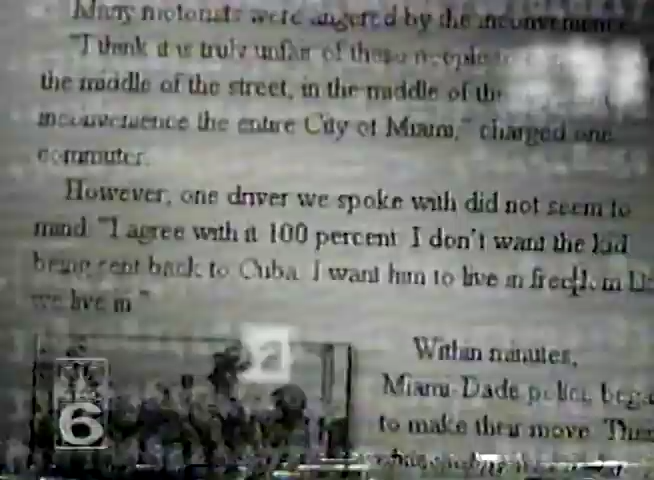 Many motorists were angered by the inconvenience
"I think it is truly unfair of these people to
the middle of the street, in the middle of the
inconvenience the entire City of Miami," charged one
commuter.
However, one driver we spoke with did not seem to
mind. "I agree with it 100 percent. I don't want the kid
being sent back to Cuba. I want him to live in freedom
we live in."
Within minutes,
Miami-Dade police
to make their move.
6